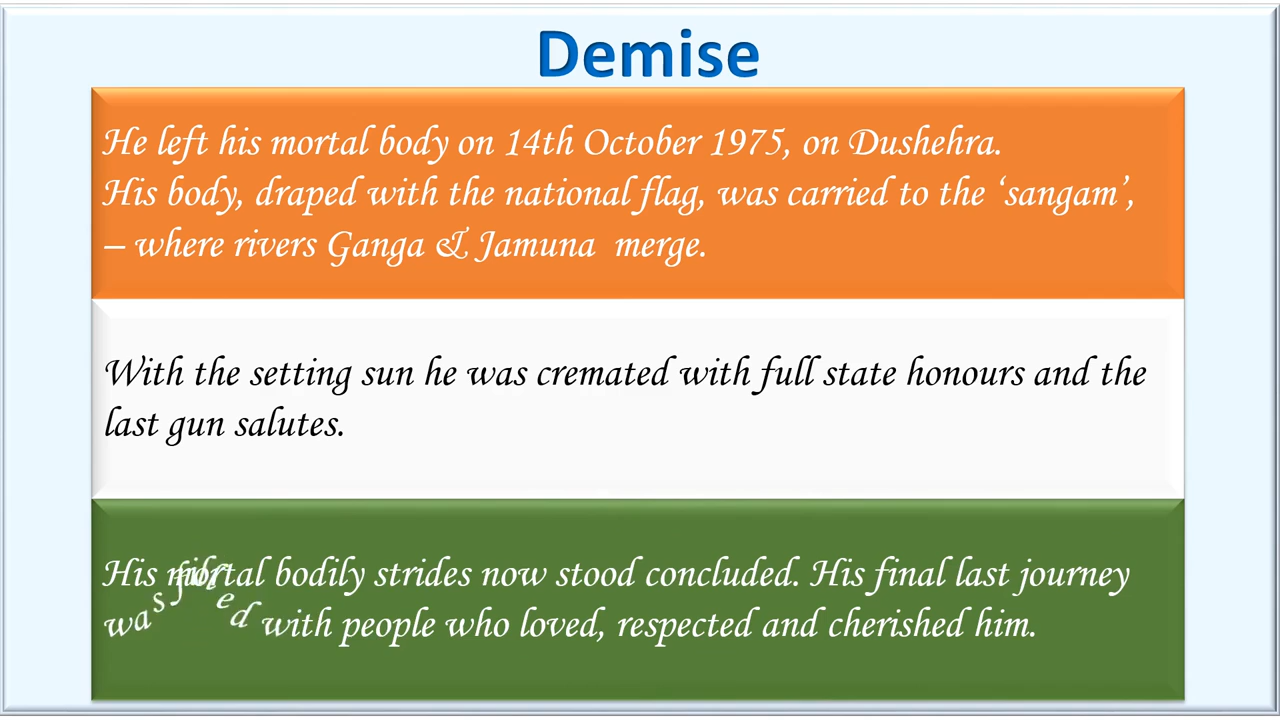 Demise
He left his mortal body on 14th October 1975, on Dushehra.
His body, draped with the national flag, was carried to the ‘sangam’,
– where rivers Ganga & Jamuna merge.
With the setting sun he was cremated with full state honours and the
last gun salutes.
His mortal bodily strides now stood concluded. His final last journey
was filled with people who loved, respected and cherished him.